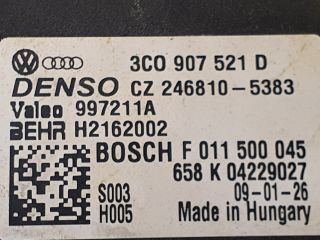 3C0 907 521 D
DENSO CZ 246810-5383
Valeo 997211A
BEHR H2162002
BOSCH F 011 500 045
658 K 04229027
S003 09-01-26
H005 Made in Hungary